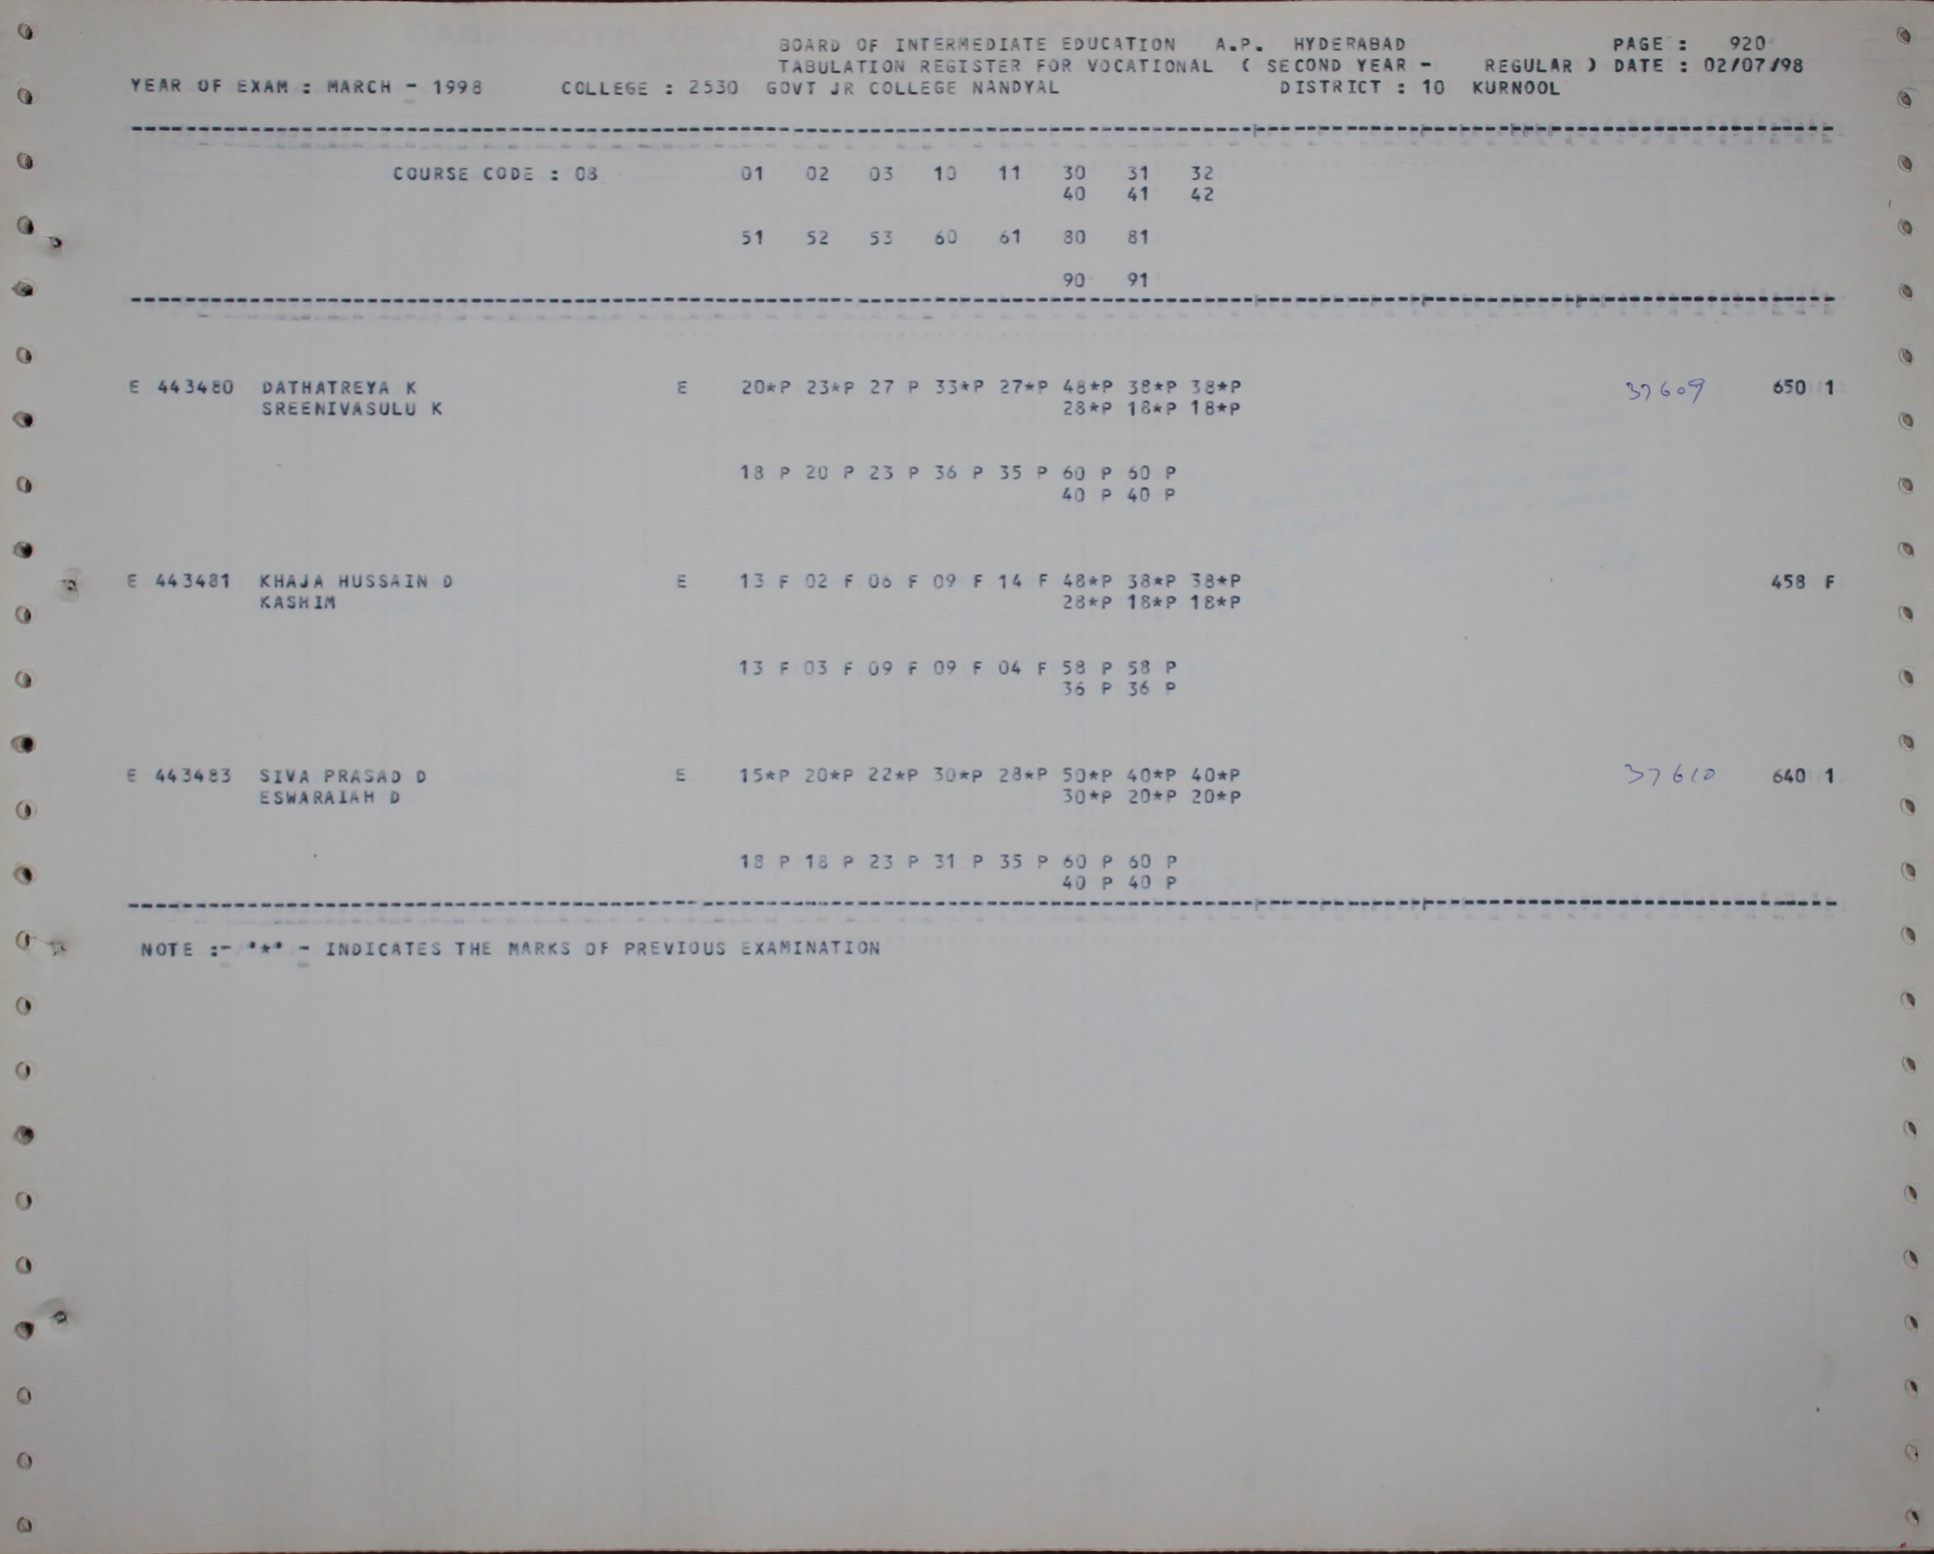 BOARD OF INTERMEDIATE EDUCATION A.P. HYDERABAD PAGE : 920
TABULATION REGISTER FOR VOCATIONAL ( SECOND YEAR - REGULAR ) DATE : 02/07/98
YEAR OF EXAM : MARCH - 1998 COLLEGE : 2530 GOVT JR COLLEGE NANDYAL DISTRICT : 10 KURNOOL
COURSE CODE : 08 01 02 03 10 11 30 31 32
40 41 42
51 52 53 60 61 80 81
90 91
E 443480 DATHATREYA K E 20*P 23*P 27 P 33*P 27*P 48*P 38*P 38*P 37609 650 1
SREENIVASULU K 28*P 18*P 18*P
18 P 20 P 23 P 36 P 35 P 60 P 60 P
40 P 40 P
E 443481 KHAJA HUSSAIN D E 13 F 02 F 06 F 09 F 14 F 48*P 38*P 38*P 458 F
KASHIM 28*P 18*P 18*P
13 F 03 F 09 F 09 F 04 F 58 P 58 P
36 P 36 P
E 443483 SIVA PRASAD D E 15*P 20*P 22*P 30*P 28*P 50*P 40*P 40*P 37610 640 1
ESWARAIAH D 30*P 20*P 20*P
18 P 18 P 23 P 31 P 35 P 60 P 60 P
40 P 40 P
NOTE :- "*" - INDICATES THE MARKS OF PREVIOUS EXAMINATION